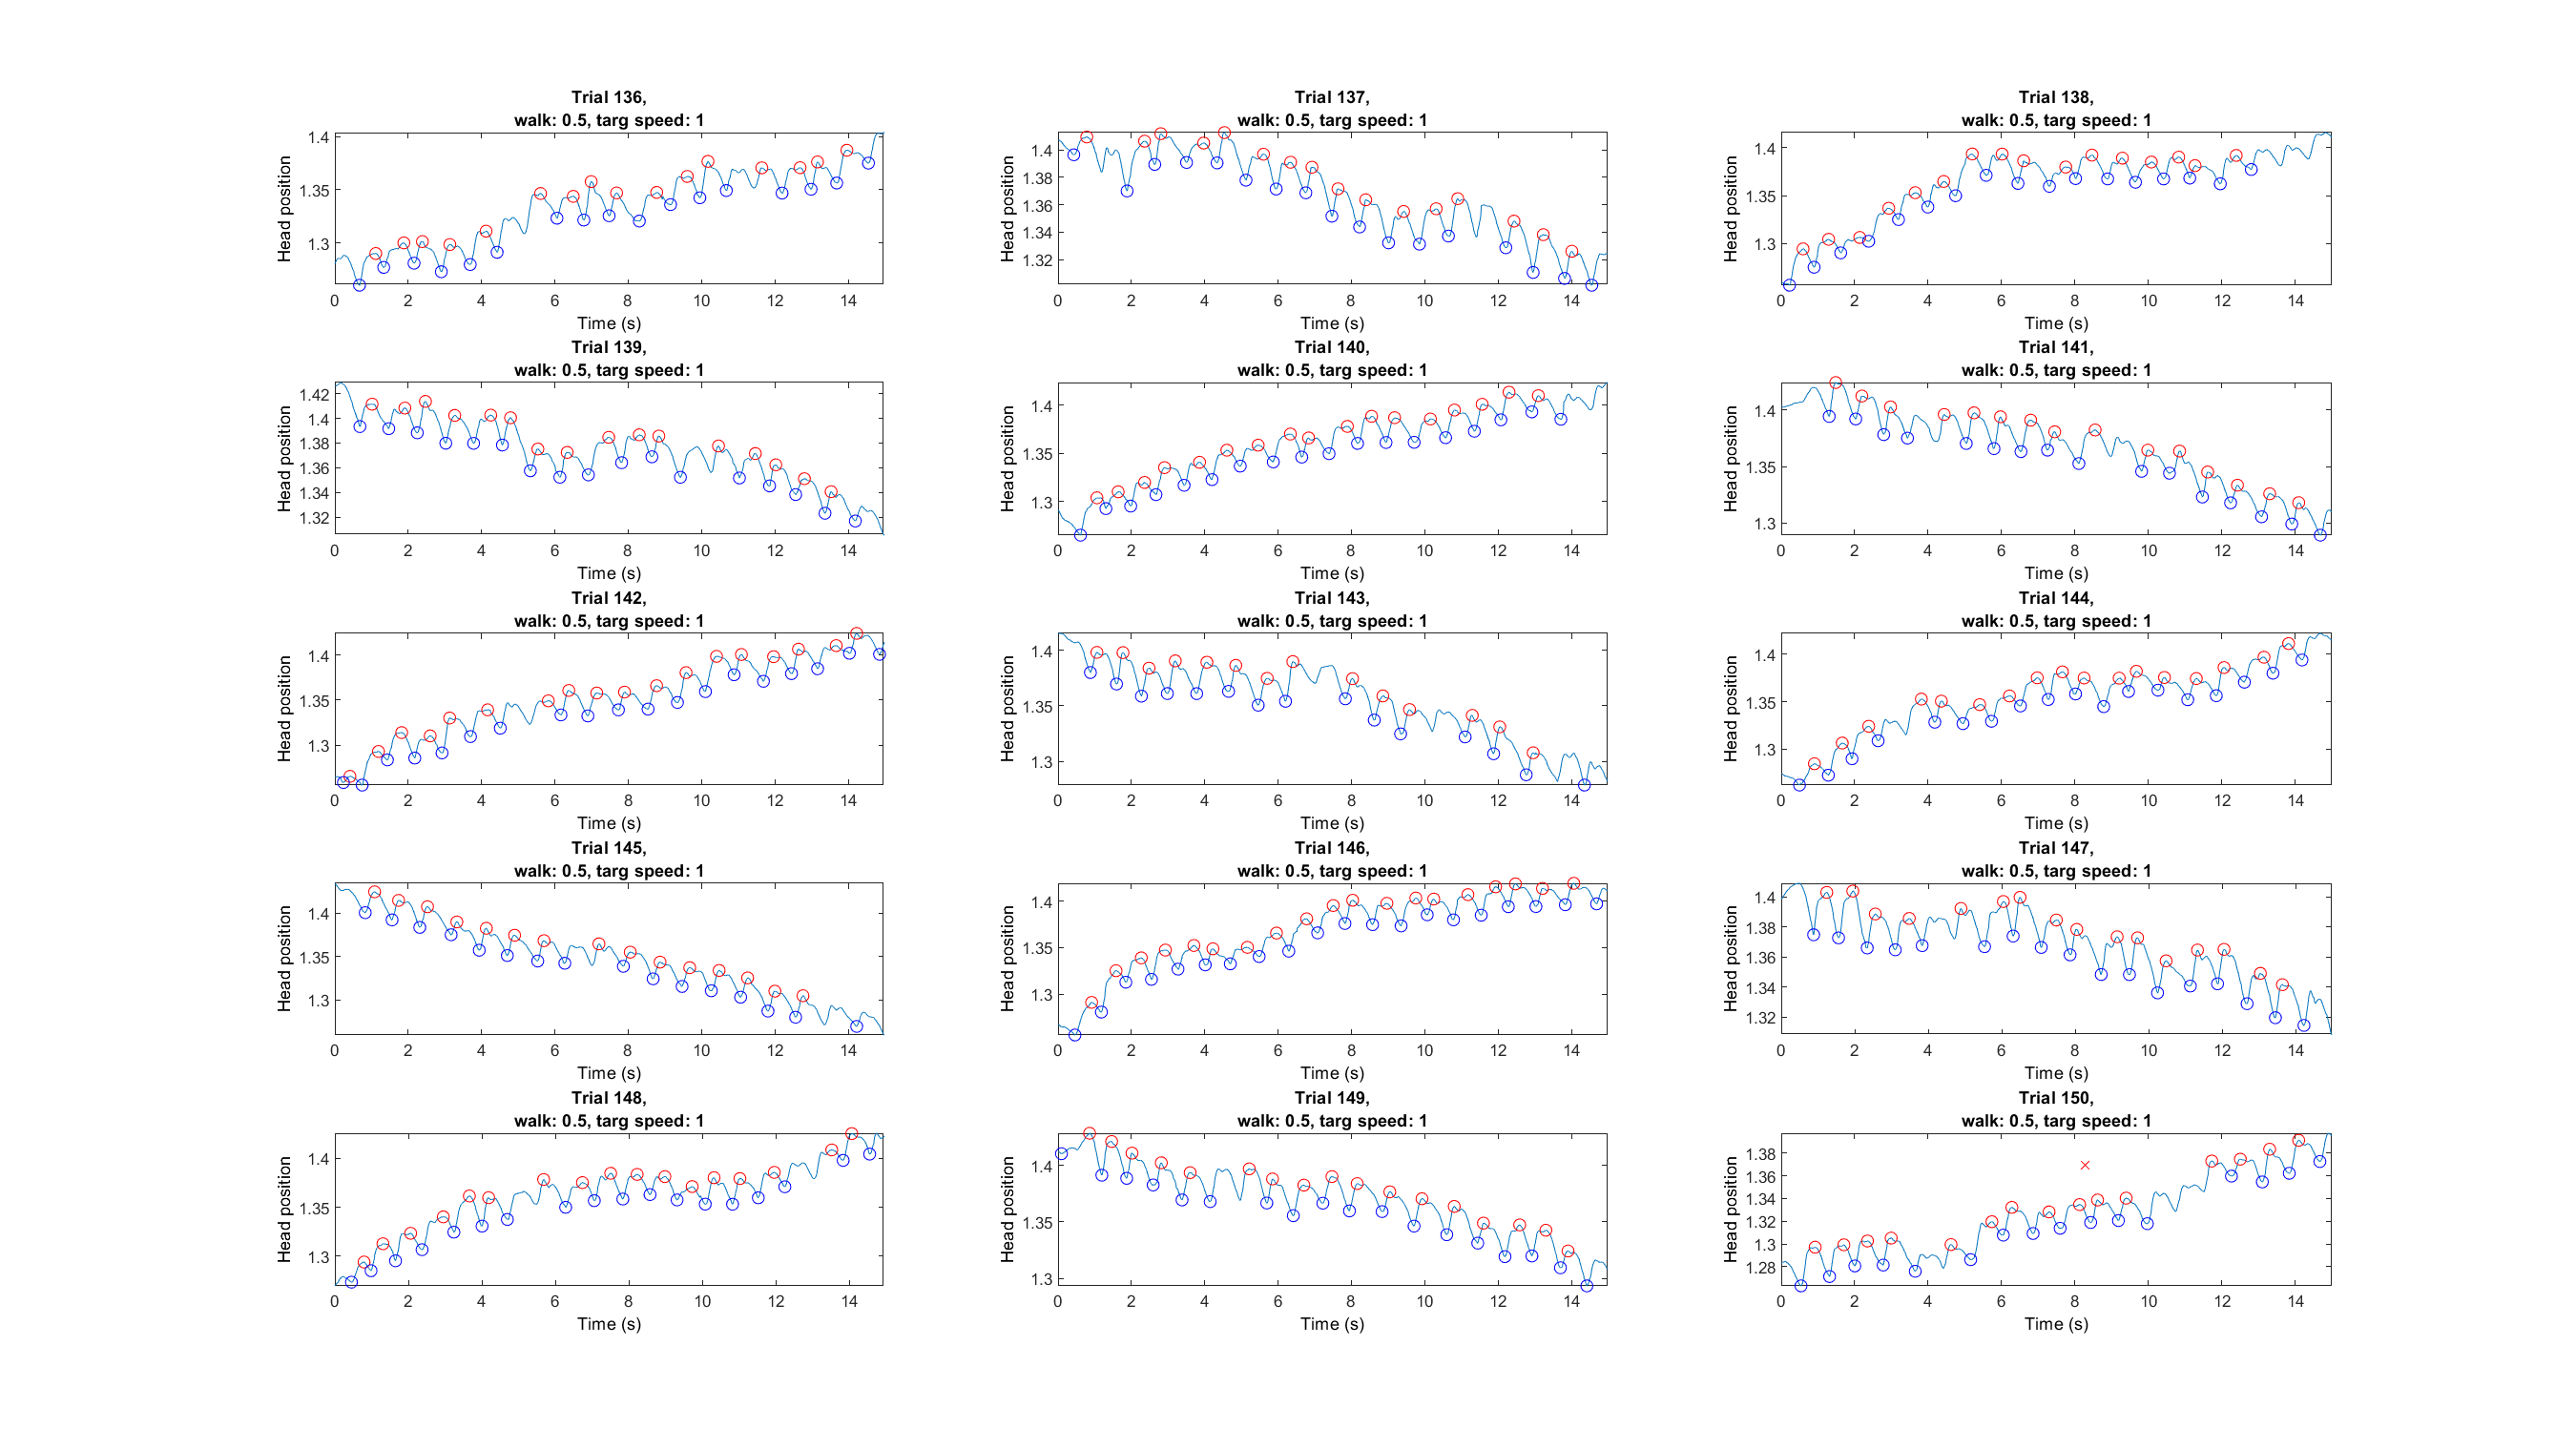 Trial 136,
walk: 0.5, targ speed: 1
Head position
1.4
1.35
1.3
0 2 4 6 8 10 12 14
Time (s)
Trial 137,
walk: 0.5, targ speed: 1
Head position
1.4
1.38
1.36
1.34
1.32
0 2 4 6 8 10 12 14
Time (s)
Trial 138,
walk: 0.5, targ speed: 1
Head position
1.4
1.35
1.3
0 2 4 6 8 10 12 14
Time (s)
Trial 139,
walk: 0.5, targ speed: 1
Head position
1.42
1.4
1.38
1.36
1.34
1.32
0 2 4 6 8 10 12 14
Time (s)
Trial 140,
walk: 0.5, targ speed: 1
Head position
1.4
1.35
1.3
0 2 4 6 8 10 12 14
Time (s)
Trial 141,
walk: 0.5, targ speed: 1
Head position
1.4
1.35
1.3
0 2 4 6 8 10 12 14
Time (s)
Trial 142,
walk: 0.5, targ speed: 1
Head position
1.4
1.35
1.3
0 2 4 6 8 10 12 14
Time (s)
Trial 143,
walk: 0.5, targ speed: 1
Head position
1.4
1.35
1.3
0 2 4 6 8 10 12 14
Time (s)
Trial 144,
walk: 0.5, targ speed: 1
Head position
1.4
1.35
1.3
0 2 4 6 8 10 12 14
Time (s)
Trial 145,
walk: 0.5, targ speed: 1
Head position
1.4
1.35
1.3
0 2 4 6 8 10 12 14
Time (s)
Trial 146,
walk: 0.5, targ speed: 1
Head position
1.4
1.35
1.3
0 2 4 6 8 10 12 14
Time (s)
Trial 147,
walk: 0.5, targ speed: 1
Head position
1.4
1.38
1.36
1.34
1.32
0 2 4 6 8 10 12 14
Time (s)
Trial 148,
walk: 0.5, targ speed: 1
Head position
1.4
1.35
1.3
0 2 4 6 8 10 12 14
Time (s)
Trial 149,
walk: 0.5, targ speed: 1
Head position
1.4
1.35
1.3
0 2 4 6 8 10 12 14
Time (s)
Trial 150,
walk: 0.5, targ speed: 1
Head position
1.38
1.36
1.34
1.32
1.3
1.28
0 2 4 6 8 10 12 14
Time (s)